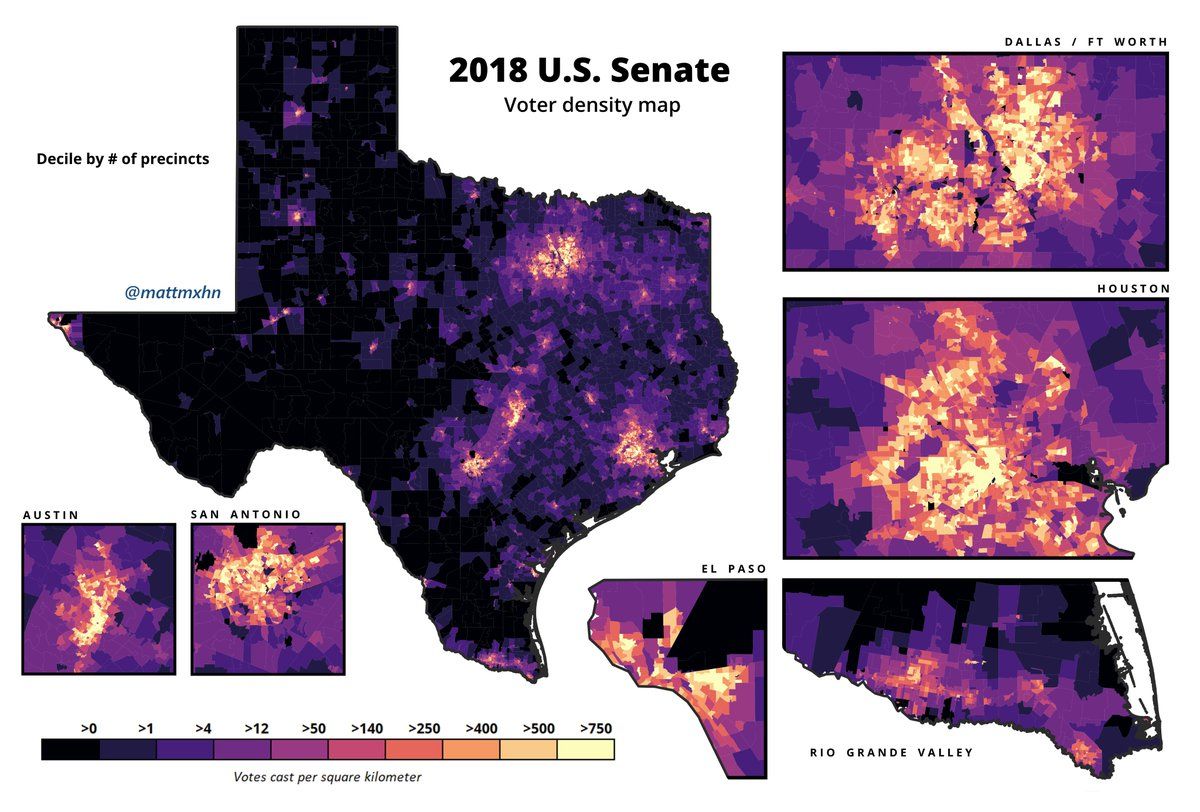 DALLAS / FT WORTH
2018 U.S. Senate
Voter density map
Decile by # of precincts
@mattmxhn
HOUSTON
AUSTIN
SAN ANTONIO
EL PASO
>0 >1 >4 >12 >50 >140 >250 >400 >500 >750
RIO GRANDE VALLEY
Votes cast per square kilometer